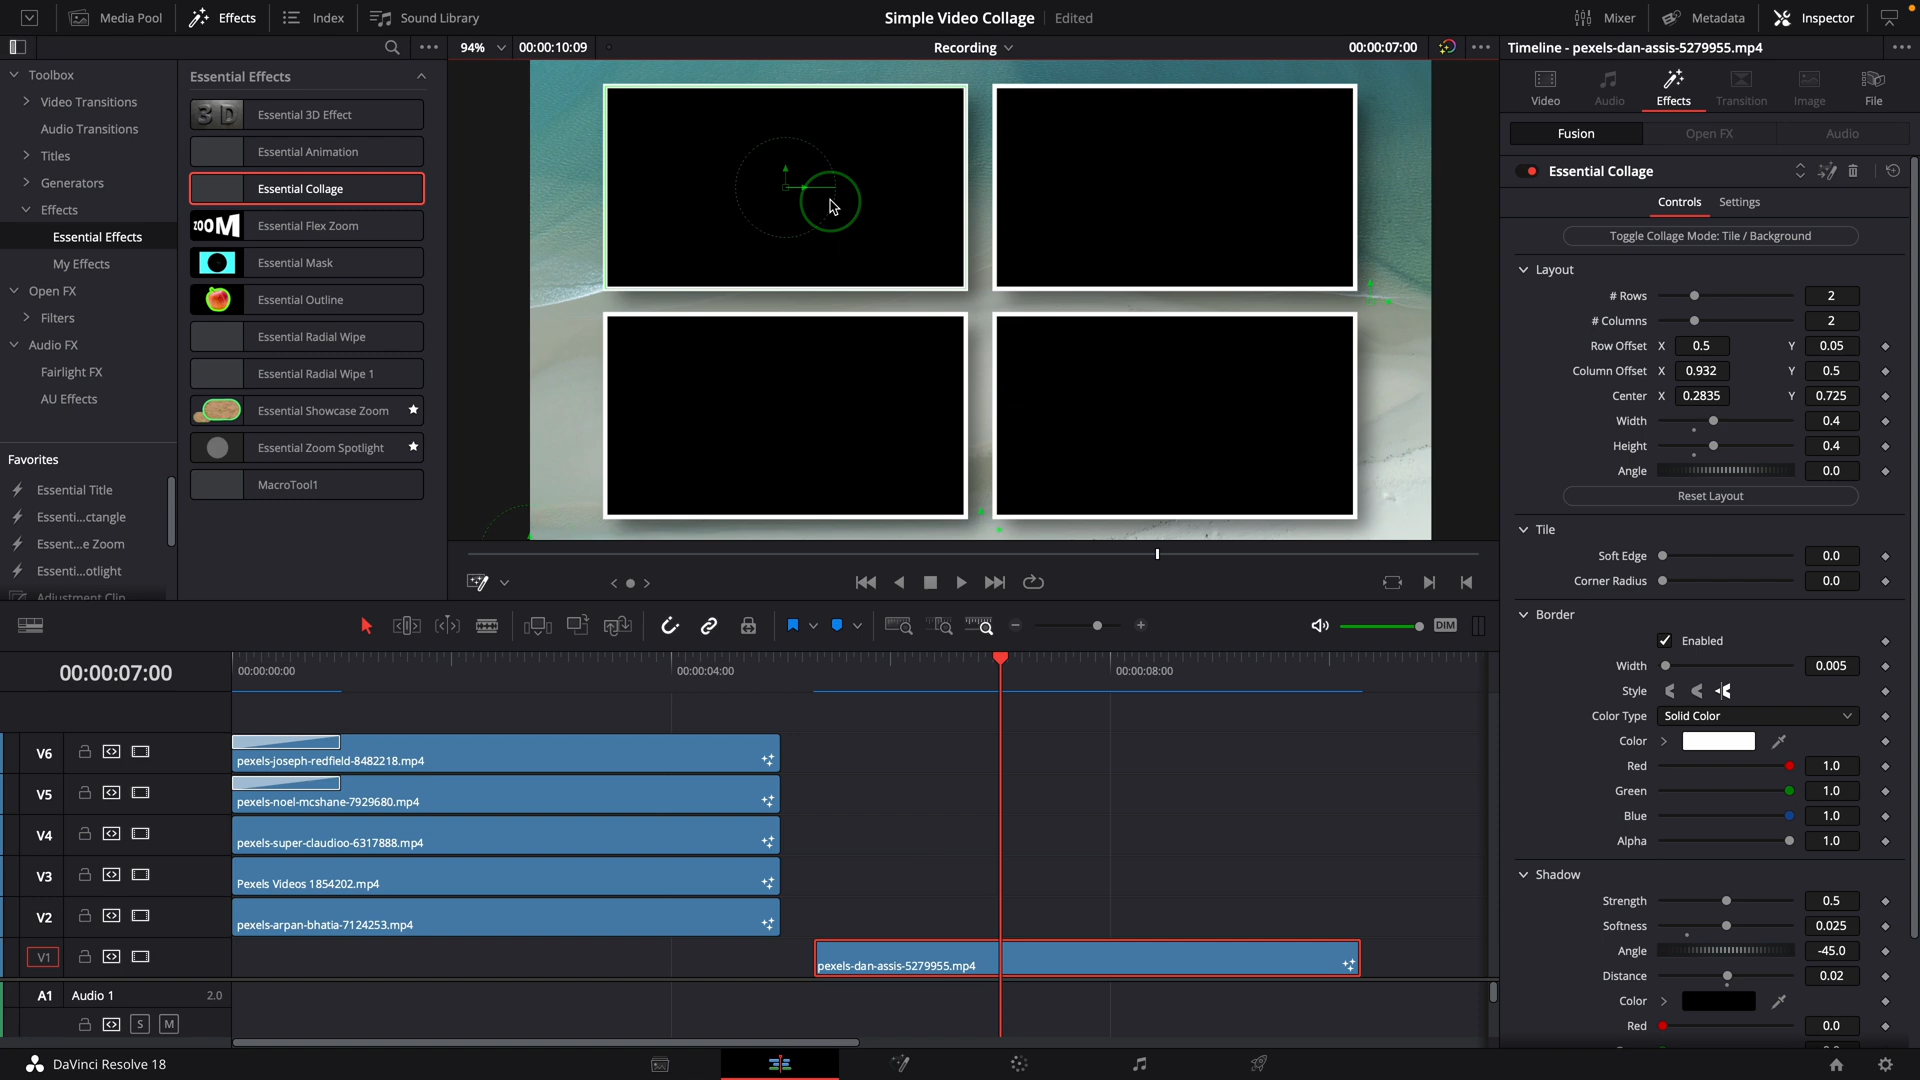 Media Pool
Effects
Index
Sound Library
Simple Video Collage
Edited
Mixer
Metadata
Inspector
94%
00:00:10:09
Recording
00:00:07:00
Timeline - pexels-dan-assis-5279955.mp4
Toolbox
Video Transitions
Audio Transitions
Titles
Generators
Effects
Essential Effects
My Effects
Open FX
Filters
Audio FX
Fairlight FX
AU Effects
Favorites
Essential Title
Essenti...ctangle
Essent...e Zoom
Essenti...otlight
Adjustment Clip
Essential Effects
3D
Essential 3D Effect
Essential Animation
Essential Collage
ZOOM
Essential Flex Zoom
Essential Mask
Essential Outline
Essential Radial Wipe
Essential Radial Wipe 1
Essential Showcase Zoom
Essential Zoom Spotlight
MacroTool1
Video
Audio
Effects
Transition
Image
File
Fusion
Open FX
Audio
Essential Collage
Controls
Settings
Toggle Collage Mode: Tile / Background
Layout
# Rows 2
# Columns 2
Row Offset X 0.5 Y 0.05
Column Offset X 0.932 Y 0.5
Center X 0.2835 Y 0.725
Width 0.4
Height 0.4
Angle 0.0
Reset Layout
Tile
Soft Edge 0.0
Corner Radius 0.0
Border
Enabled
Width 0.005
Style
Color Type Solid Color
Color
Red 1.0
Green 1.0
Blue 1.0
Alpha 1.0
Shadow
Strength 0.5
Softness 0.025
Angle -45.0
Distance 0.02
Color
Red 0.0
DIM
00:00:07:00
00:00:00:00
00:00:04:00
00:00:08:00
V6
pexels-joseph-redfield-8482218.mp4
V5
pexels-noel-mcshane-7929680.mp4
V4
pexels-super-claudioo-6317888.mp4
V3
Pexels Videos 1854202.mp4
V2
pexels-arpan-bhatia-7124253.mp4
V1
pexels-dan-assis-5279955.mp4
A1 Audio 1 2.0
S M
DaVinci Resolve 18